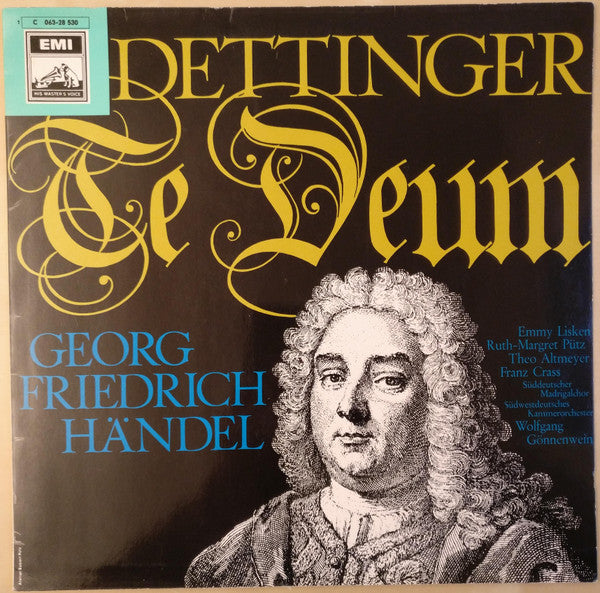 1 C 063-28 530
EMI
HIS MASTER'S VOICE
DETTINGER
Te Deum
GEORG
FRIEDRICH
HÄNDEL
Emmy Lisken
Ruth-Margret Pütz
Theo Altmeyer
Franz Crass
Süddeutscher
Madrigalchor
Südwestdeutsches
Kammerorchester
Wolfgang
Gönnenwein